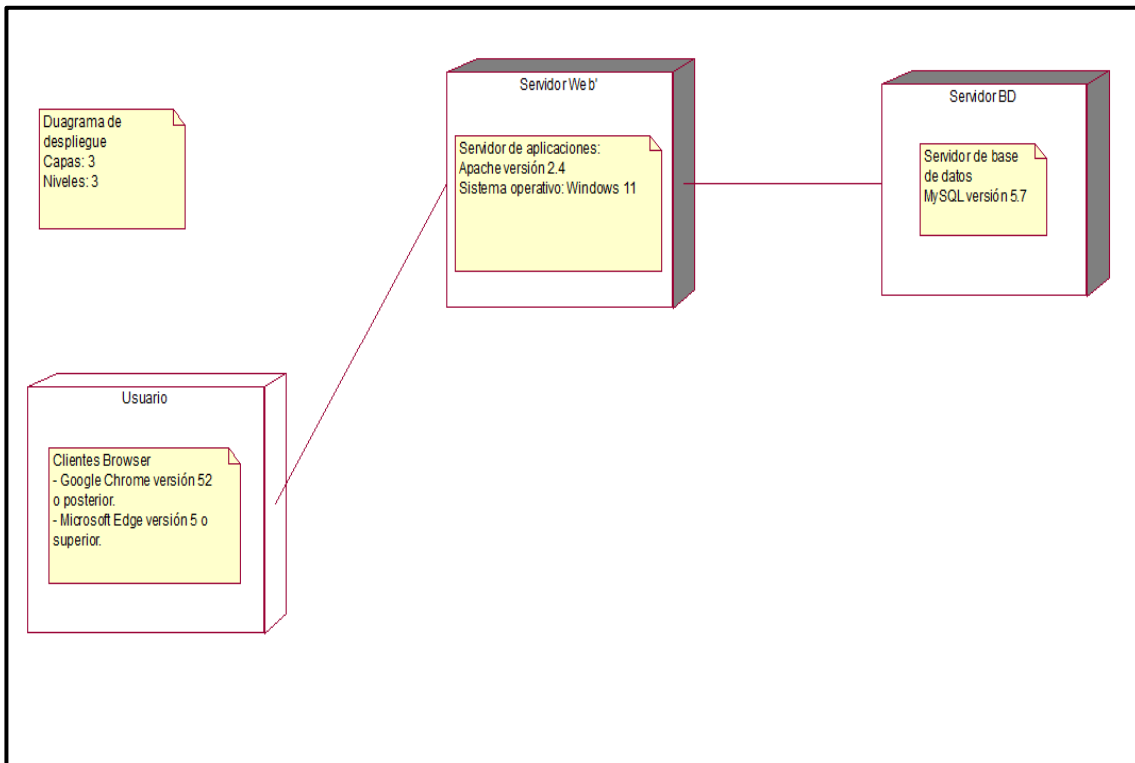 Duagrama de
despliegue
Capas: 3
Niveles: 3
Servidor Web'
Servidor de aplicaciones:
Apache versión 2.4
Sistema operativo: Windows 11
Servidor BD
Servidor de base
de datos
MySQL versión 5.7
Usuario
Clientes Browser
- Google Chrome versión 52
o posterior.
- Microsoft Edge versión 5 o
superior.